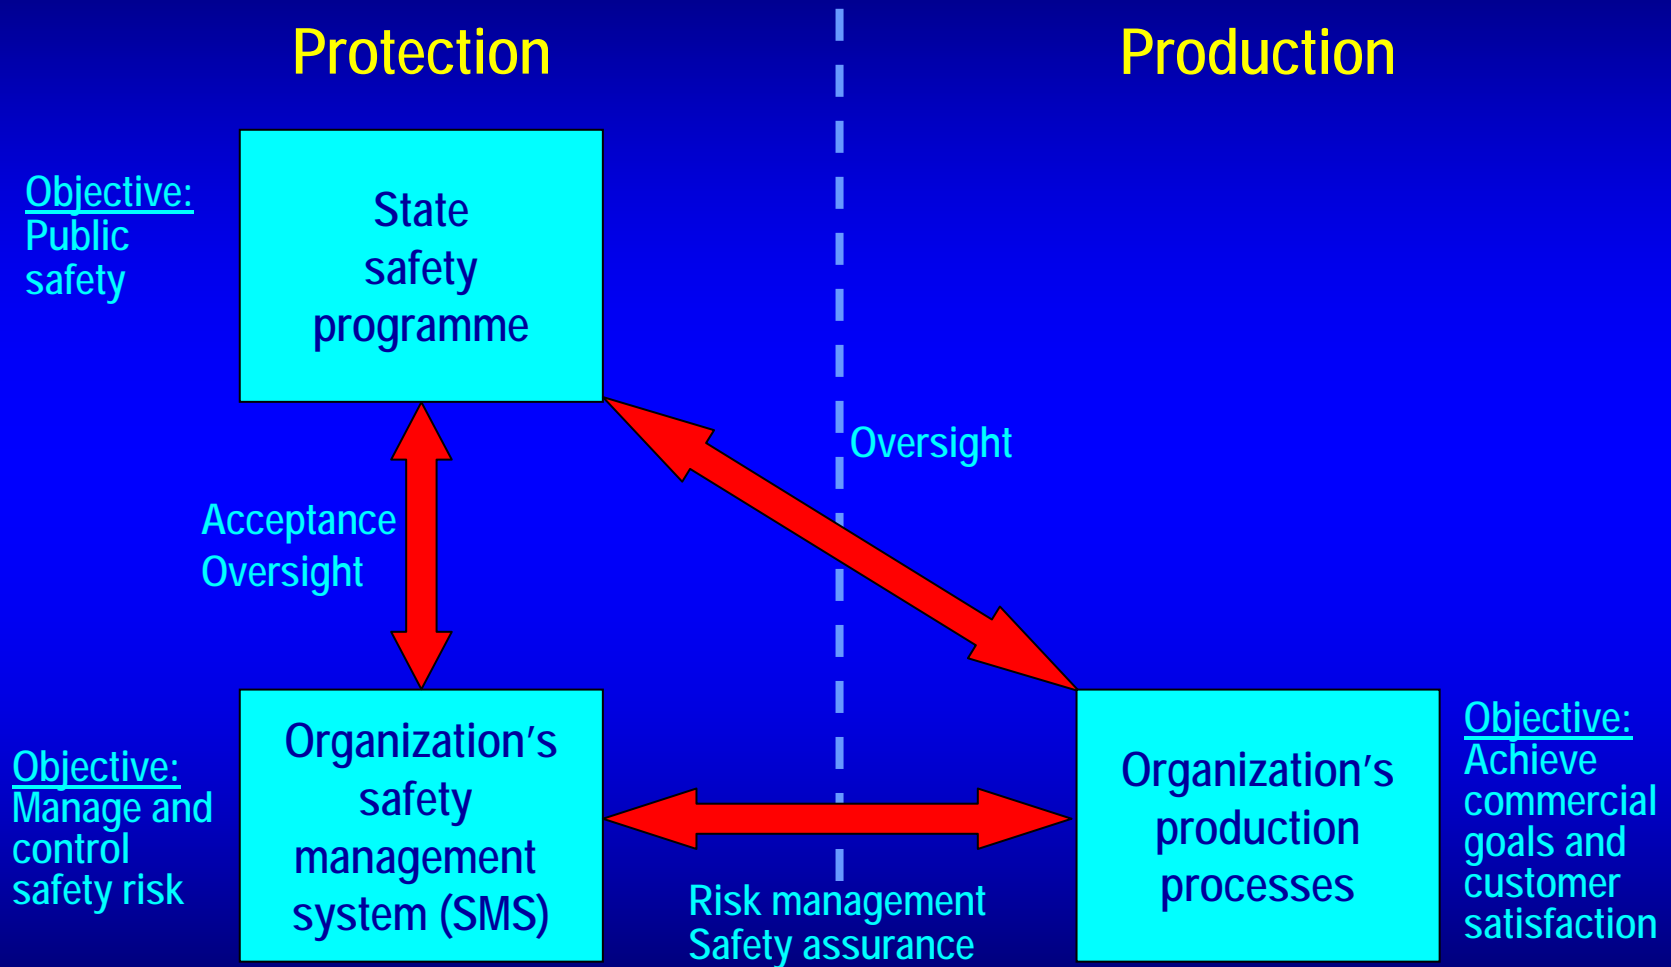 Protection
Production
Objective:
Public
safety
State
safety
programme
Oversight
Acceptance
Oversight
Objective:
Manage and
control
safety risk
Organization's
safety
management
system (SMS)
Risk management
Safety assurance
Organization's
production
processes
Objective:
Achieve
commercial
goals and
customer
satisfaction